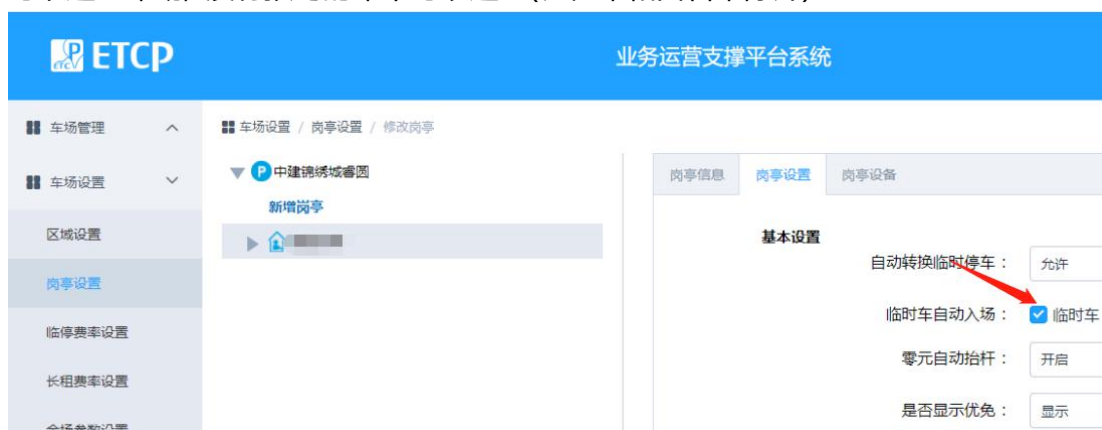 ETCP
业务运营支撑平台系统
车场管理
车场设置 / 岗亭设置 / 修改岗亭
车场设置
中建锦绣城睿园
新增岗亭
岗亭信息 岗亭设置 岗亭设备
区域设置
岗亭设置
临停费率设置
长租费率设置
基本设置
自动转换临时停车： 允许
临时车自动入场： 临时车
零元自动抬杆： 开启
是否显示优免： 显示